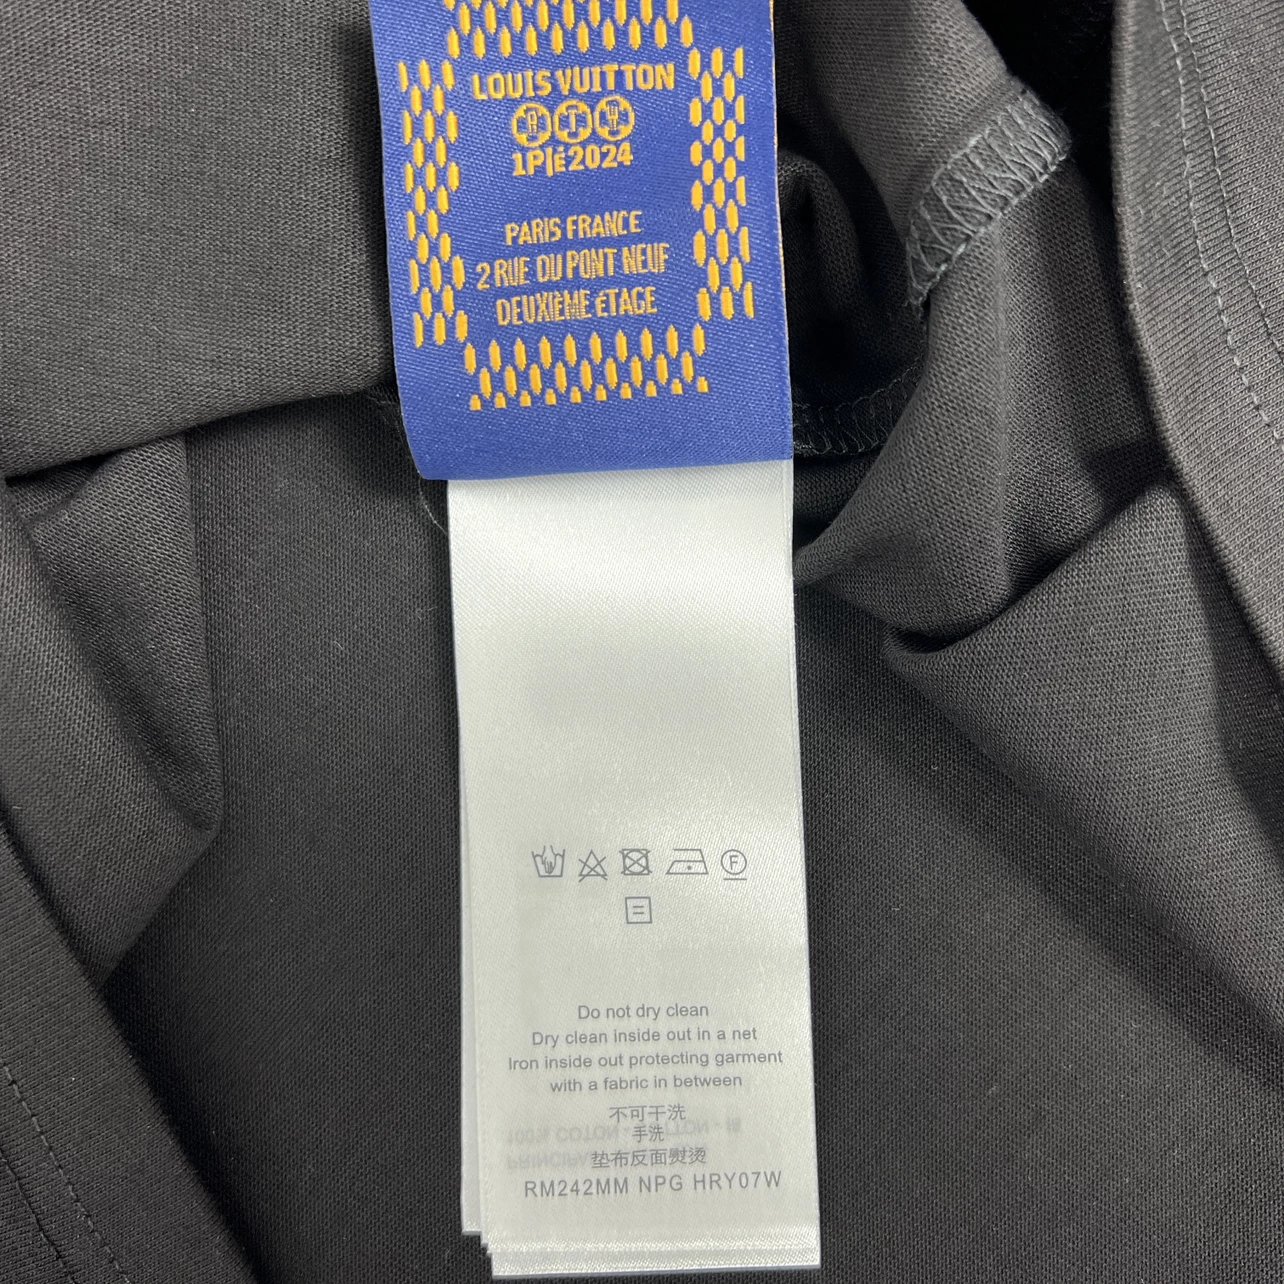 LOUIS VUITTON
1P|é2024
PARIS FRANCE
2 RUE DU PONT NEUF
DEUXIÈME éTAGE
F
Do not dry clean
Dry clean inside out in a net
Iron inside out protecting garment
with a fabric in between
不可干洗
手洗
垫布反面熨烫
RM242MM NPG HRY07W